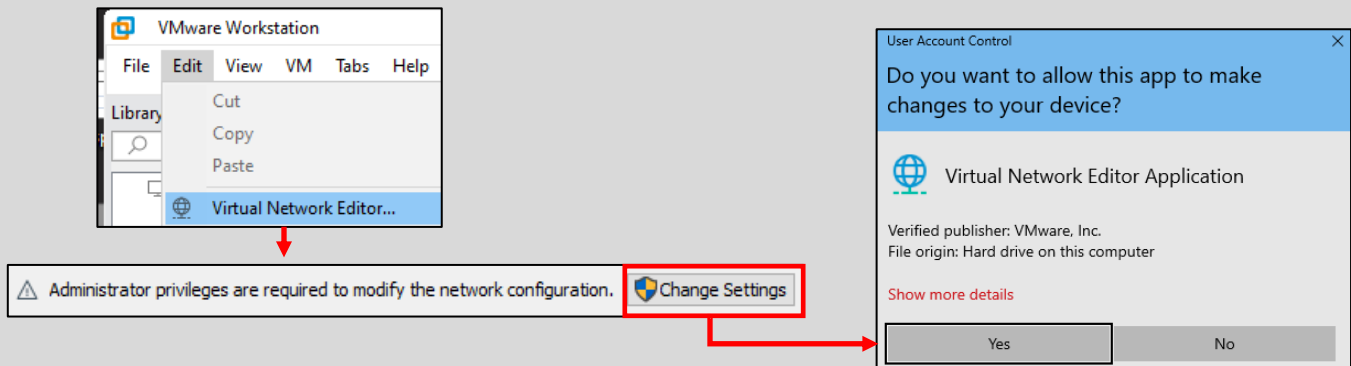 VMware Workstation
File Edit View VM Tabs Help
Library
Cut
Copy
Paste
Virtual Network Editor...
Administrator privileges are required to modify the network configuration. Change Settings
User Account Control
Do you want to allow this app to make
changes to your device?
Virtual Network Editor Application
Verified publisher: VMware, Inc.
File origin: Hard drive on this computer
Show more details
Yes No